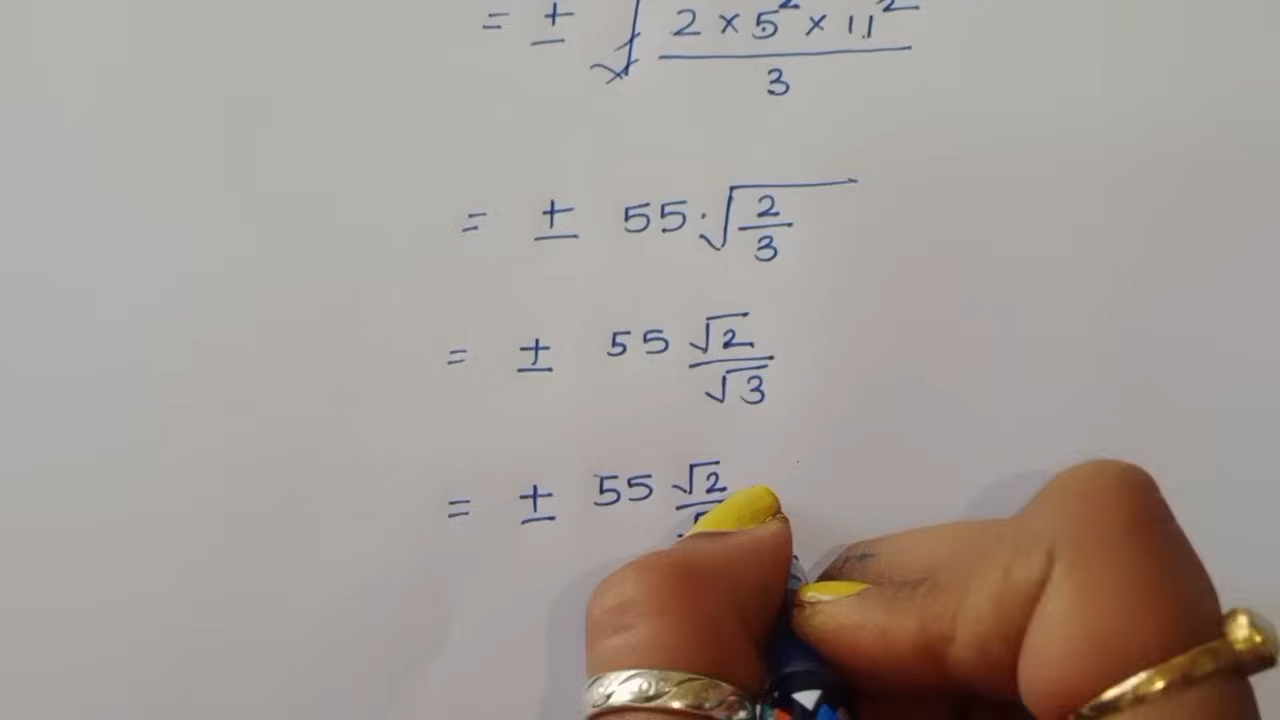 = ± √ 2 × 5² × 11² / 3
= ± 55 · √ 2 / 3
= ± 55 √2 / √3
= ± 55 √2